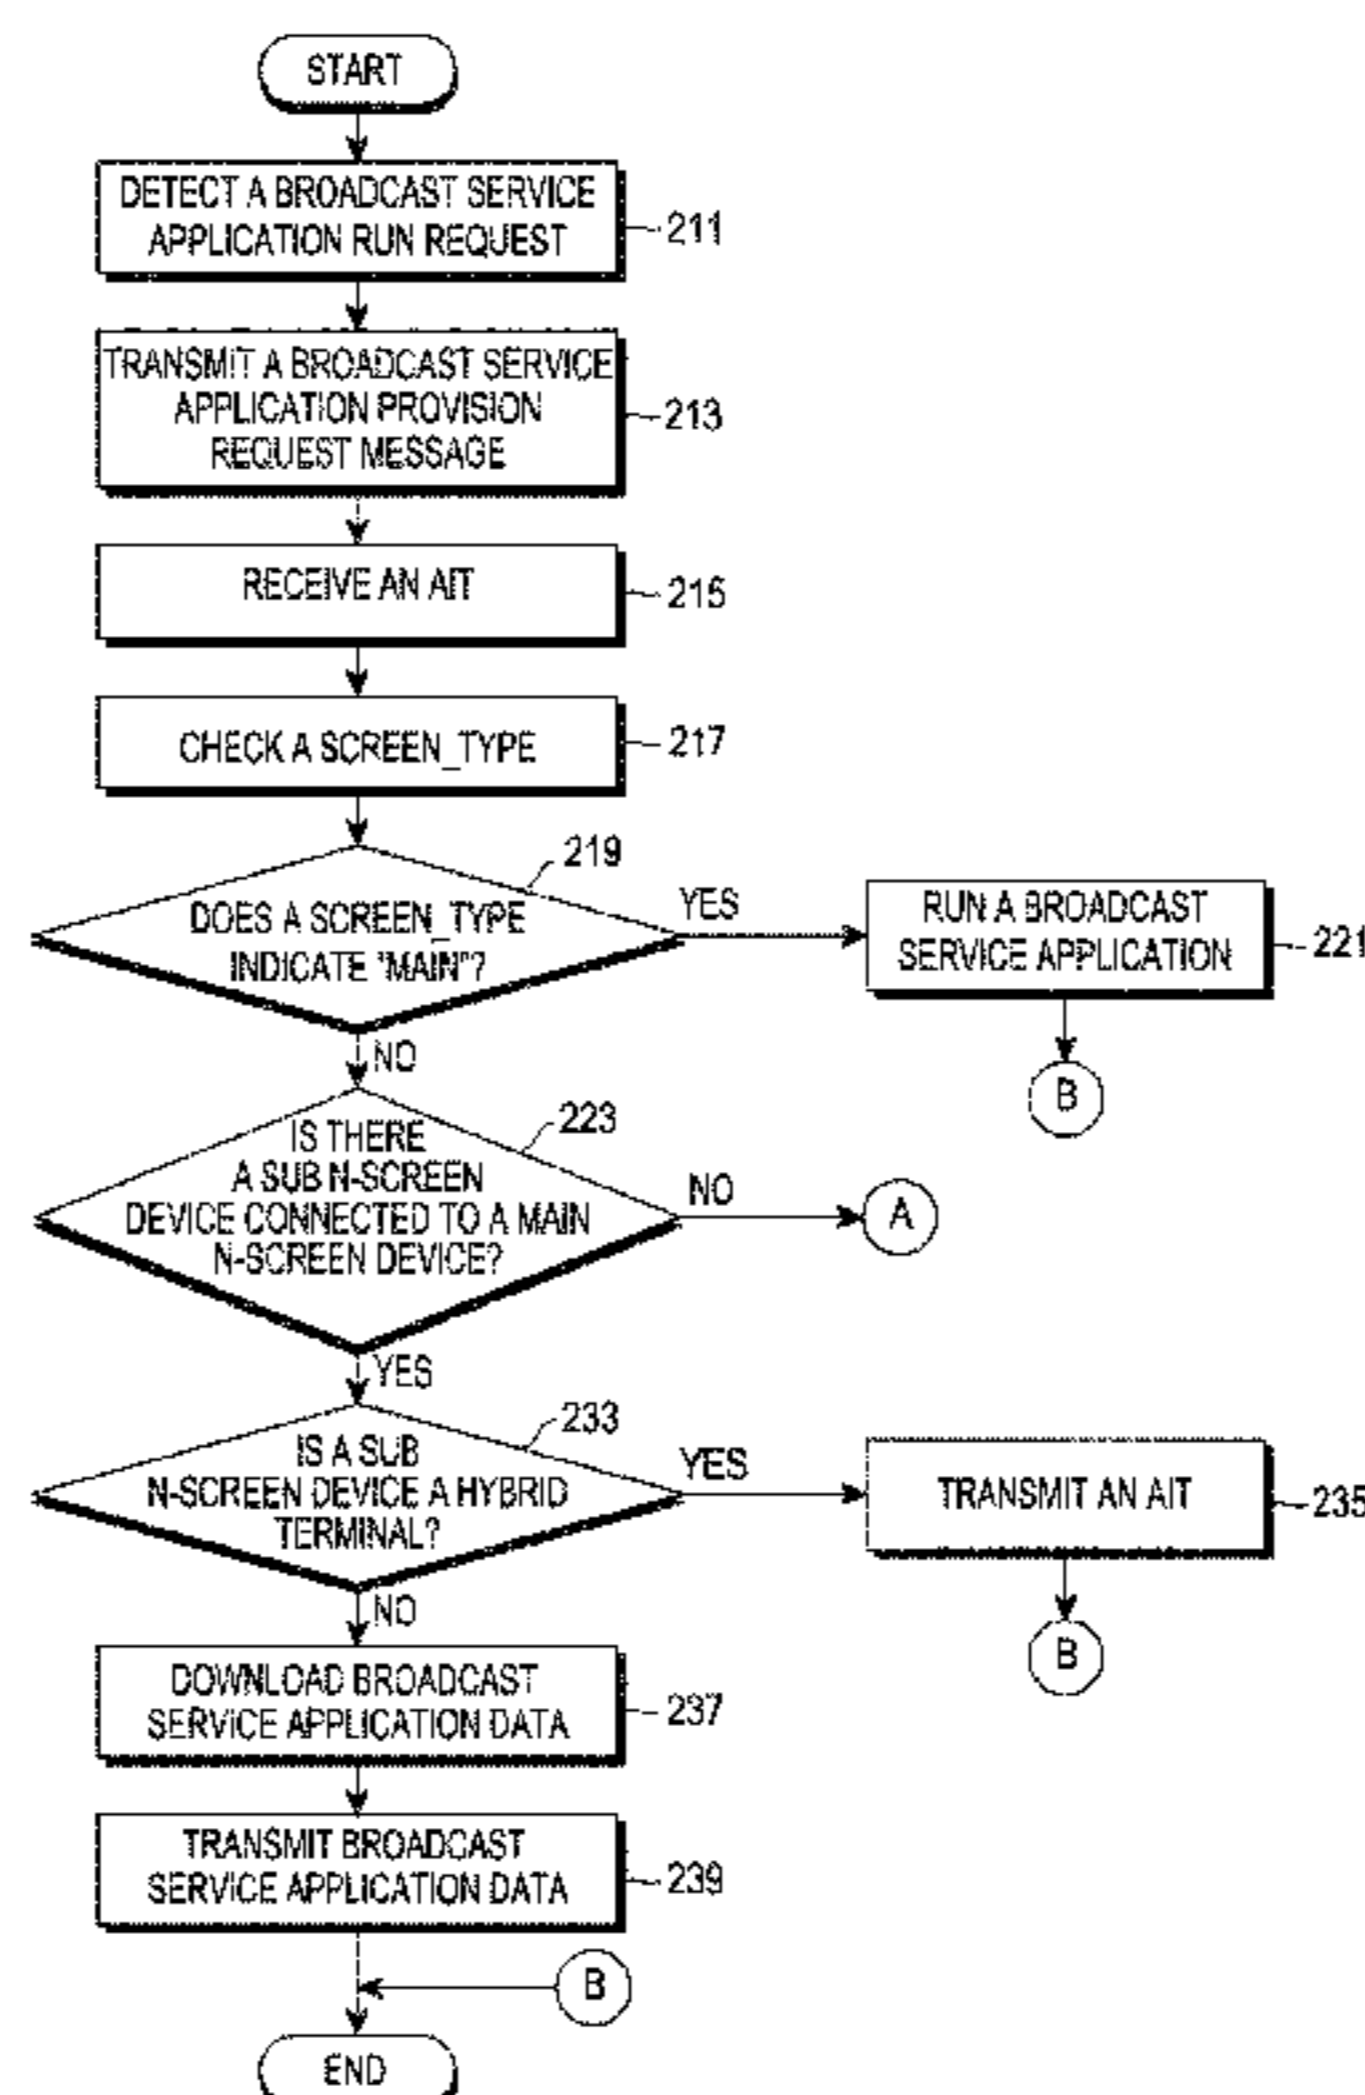 START
DETECT A BROADCAST SERVICE
APPLICATION RUN REQUEST
211
TRANSMIT A BROADCAST SERVICE
APPLICATION PROVISION
REQUEST MESSAGE
213
RECEIVE AN AIT
215
CHECK A SCREEN_TYPE
217
219
DOES A SCREEN_TYPE
INDICATE "MAIN"?
YES
RUN A BROADCAST
SERVICE APPLICATION
221
B
NO
223
IS THERE
A SUB N-SCREEN
DEVICE CONNECTED TO A MAIN
N-SCREEN DEVICE?
NO
A
YES
233
IS A SUB
N-SCREEN DEVICE A HYBRID
TERMINAL?
YES
TRANSMIT AN AIT
235
B
NO
DOWNLOAD BROADCAST
SERVICE APPLICATION DATA
237
TRANSMIT BROADCAST
SERVICE APPLICATION DATA
239
B
END